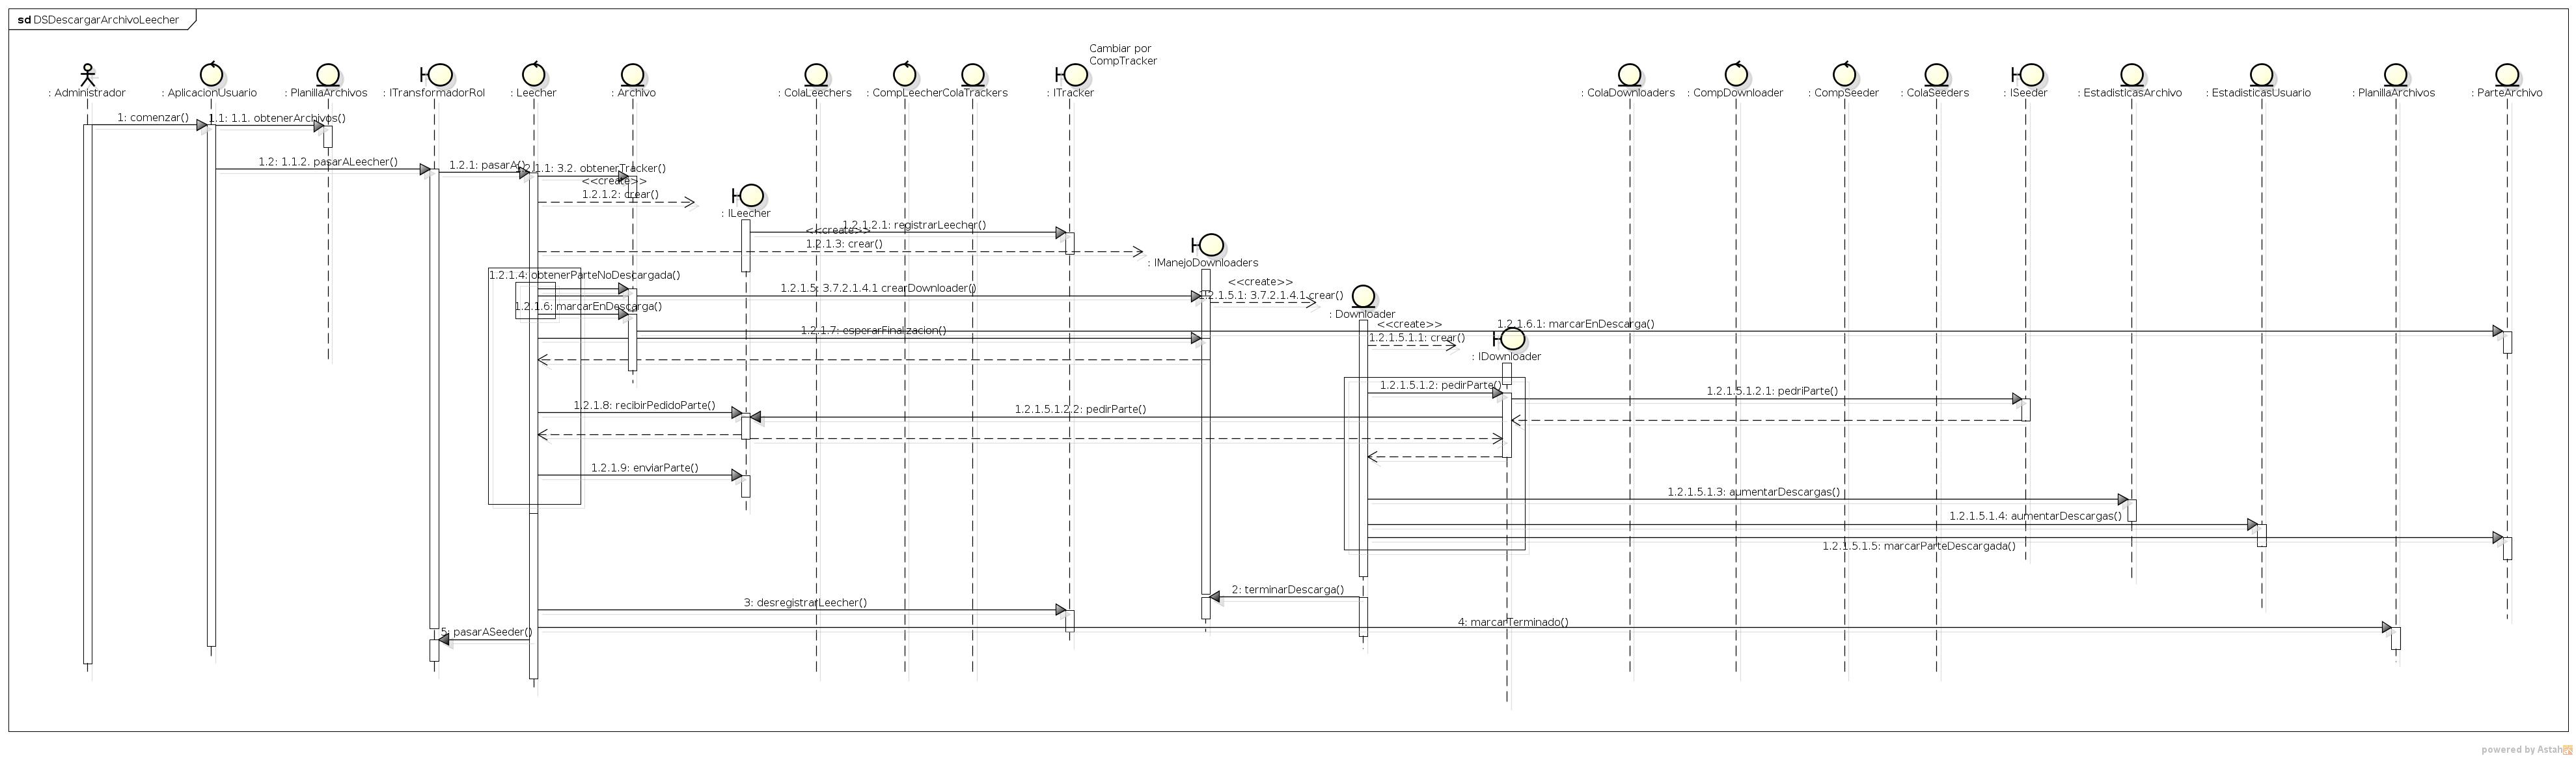 sd DSDescargarArchivoLeecher
Cambiar por
CompTracker
: Administrador
: AplicacionUsuario
: PlanillaArchivos
: ITransformadorRol
: Leecher
: Archivo
: ColaLeechers
: CompLeecher
ColaTrackers
: ITracker
: ColaDownloaders
: CompDownloader
: CompSeeder
: ColaSeeders
: ISeeder
: EstadisticasArchivo
: EstadisticasUsuario
: PlanillaArchivos
: ParteArchivo
1: comenzar()
1.1: 1.1. obtenerArchivos()
1.2: 1.1.2. pasarALeecher()
1.2.1: pasarA()
1.2.1.1: 3.2. obtenerTracker()
<<create>>
1.2.1.2: crear()
: ILeecher
1.2.1.2.1: registrarLeecher()
<<create>>
1.2.1.3: crear()
: IManejoDownloaders
1.2.1.4: obtenerParteNoDescargada()
1.2.1.5: 3.7.2.1.4.1 crearDownloader()
<<create>>
1.2.1.5.1: 3.7.2.1.4.1.crear()
1.2.1.6: marcarEnDescarga()
: Downloader
1.2.1.7: esperarFinalizacion()
<<create>>
1.2.1.6.1: marcarEnDescarga()
1.2.1.5.1.1: crear()
: IDownloader
1.2.1.5.1.2: pedirParte()
1.2.1.5.1.2.1: pedriParte()
1.2.1.8: recibirPedidoParte()
1.2.1.5.1.2.2: pedirParte()
1.2.1.9: enviarParte()
1.2.1.5.1.3: aumentarDescargas()
1.2.1.5.1.4: aumentarDescargas()
1.2.1.5.1.5: marcarParteDescargada()
2: terminarDescarga()
3: desregistrarLeecher()
4: marcarTerminado()
5: pasarASeeder()
powered by Astah